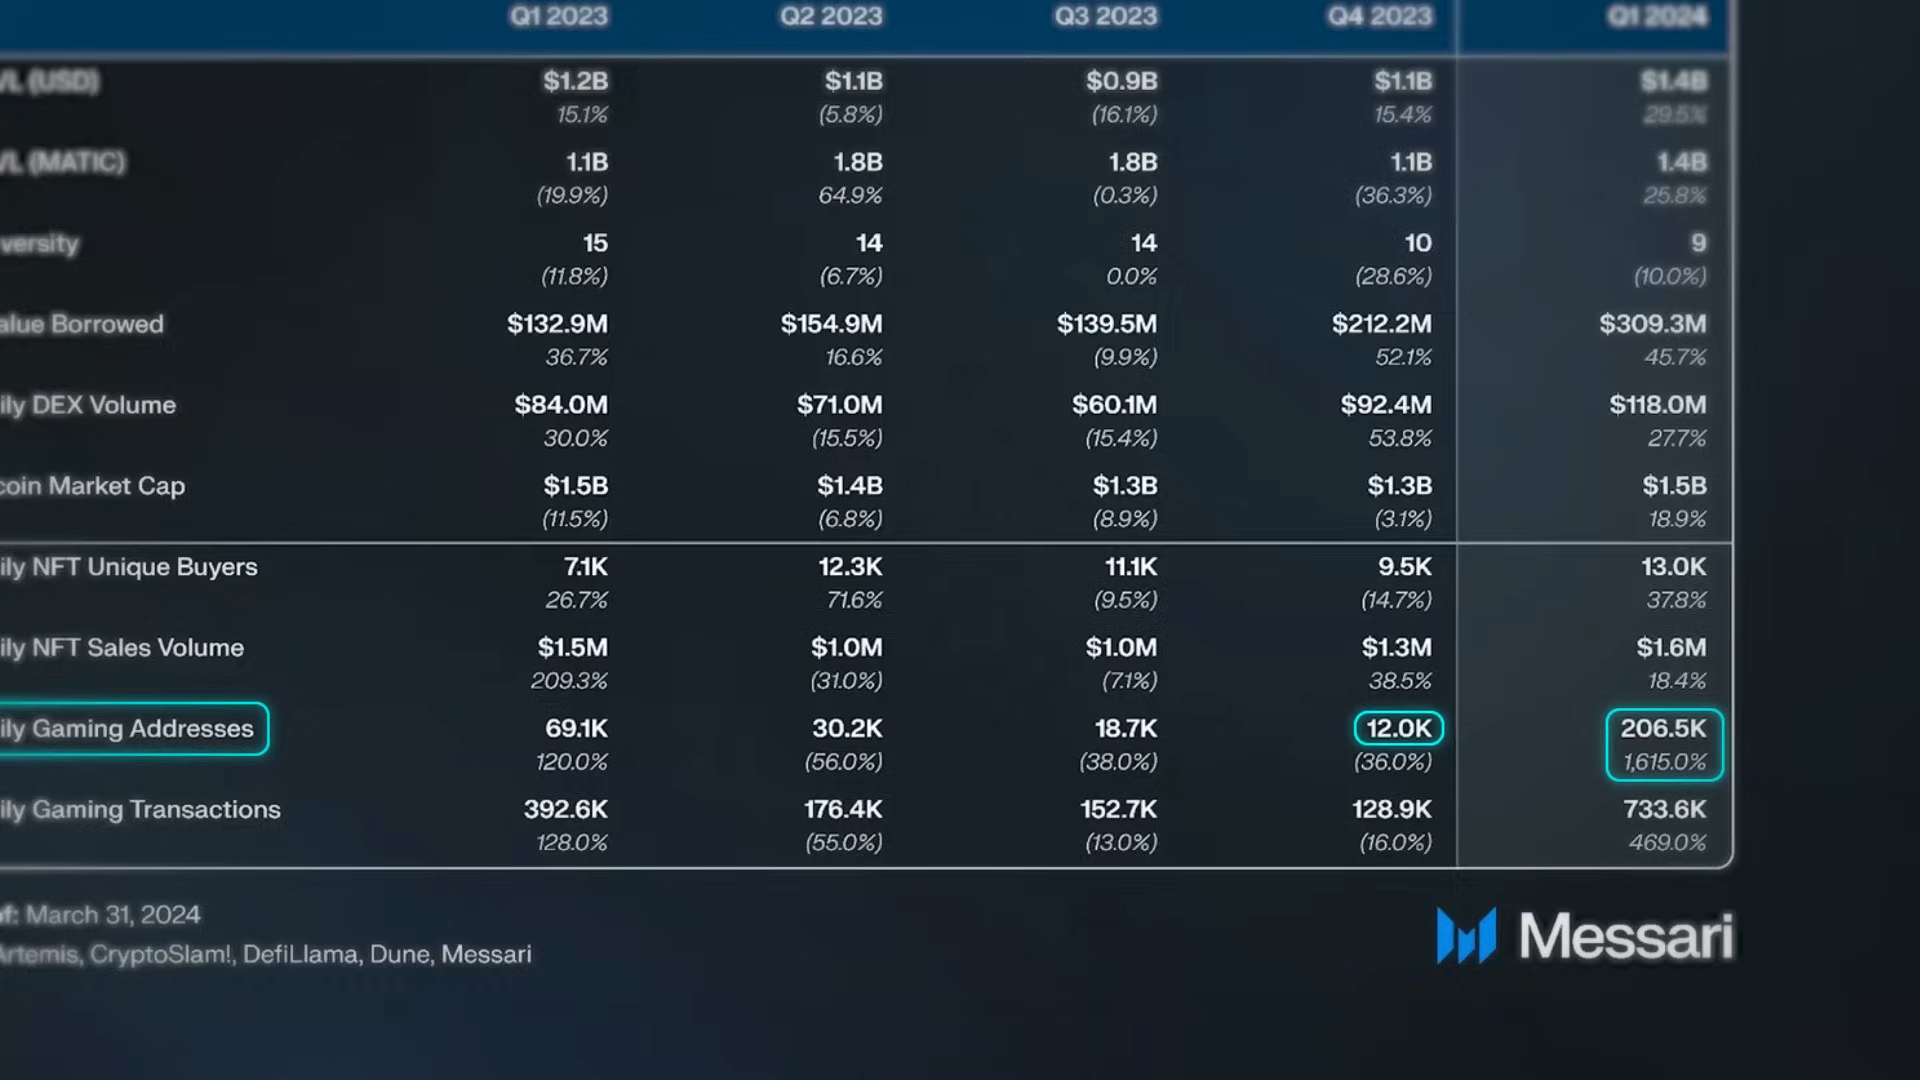 Q1 2023 Q2 2023 Q3 2023 Q4 2023 Q1 2024
VL (USD) $1.2B $1.1B $0.9B $1.1B $1.4B
15.1% (5.8%) (16.1%) 15.4% 29.5%
VL (MATIC) 1.1B 1.8B 1.8B 1.1B 1.4B
(19.9%) 64.9% (0.3%) (36.3%) 25.8%
versity 15 14 14 10 9
(11.8%) (6.7%) 0.0% (28.6%) (10.0%)
alue Borrowed $132.9M $154.9M $139.5M $212.2M $309.3M
36.7% 16.6% (9.9%) 52.1% 45.7%
ily DEX Volume $84.0M $71.0M $60.1M $92.4M $118.0M
30.0% (15.5%) (15.4%) 53.8% 27.7%
coin Market Cap $1.5B $1.4B $1.3B $1.3B $1.5B
(11.5%) (6.8%) (8.9%) (3.1%) 18.9%
ily NFT Unique Buyers 7.1K 12.3K 11.1K 9.5K 13.0K
26.7% 71.6% (9.5%) (14.7%) 37.8%
ily NFT Sales Volume $1.5M $1.0M $1.0M $1.3M $1.6M
209.3% (31.0%) (7.1%) 38.5% 18.4%
ily Gaming Addresses 69.1K 30.2K 18.7K 12.0K 206.5K
120.0% (56.0%) (38.0%) (36.0%) 1,615.0%
ily Gaming Transactions 392.6K 176.4K 152.7K 128.9K 733.6K
128.0% (55.0%) (13.0%) (16.0%) 469.0%
of: March 31, 2024
Artemis, CryptoSlam!, DefiLlama, Dune, Messari
Messari